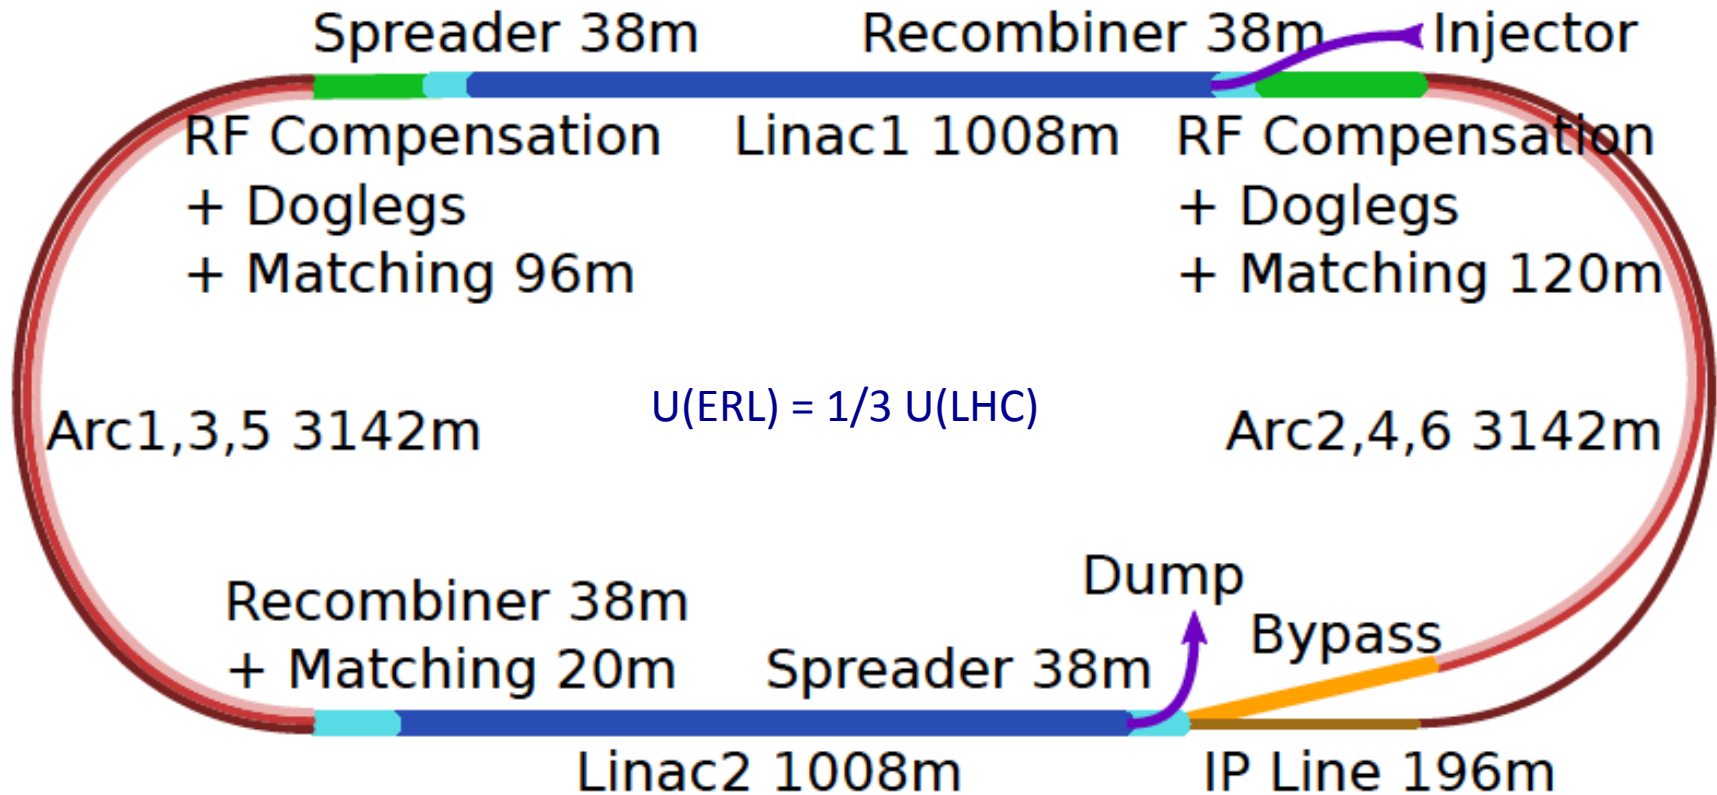 Spreader 38m
Recombiner 38m
Injector
RF Compensation
+ Doglegs
+ Matching 96m
Linac1 1008m
RF Compensation
+ Doglegs
+ Matching 120m
U(ERL) = 1/3 U(LHC)
Arc1,3,5 3142m
Arc2,4,6 3142m
Recombiner 38m
+ Matching 20m
Spreader 38m
Dump
Bypass
Linac2 1008m
IP Line 196m